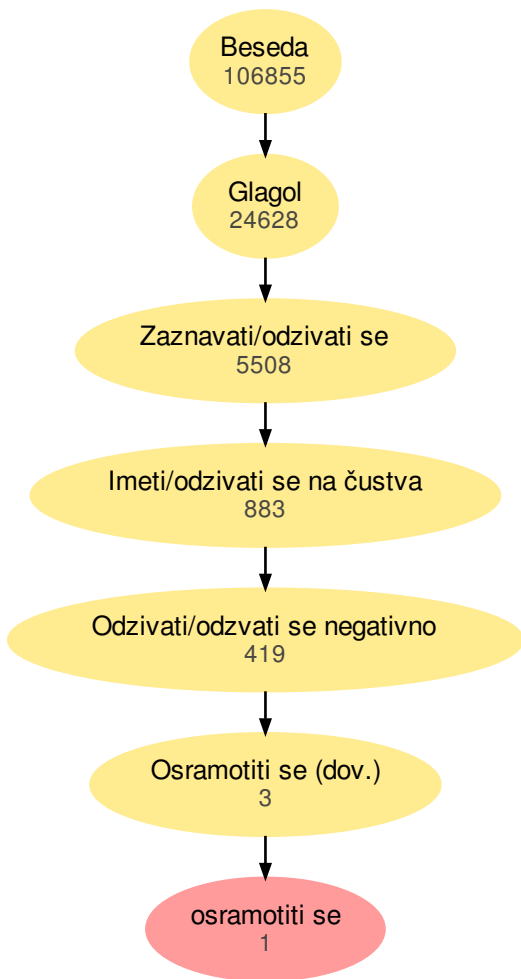 Beseda
106855
Glagol
24628
Zaznavati/odzivati se
5508
Imeti/odzivati se na čustva
883
Odzivati/odzvati se negativno
419
Osramotiti se (dov.)
3
osramotiti se
1